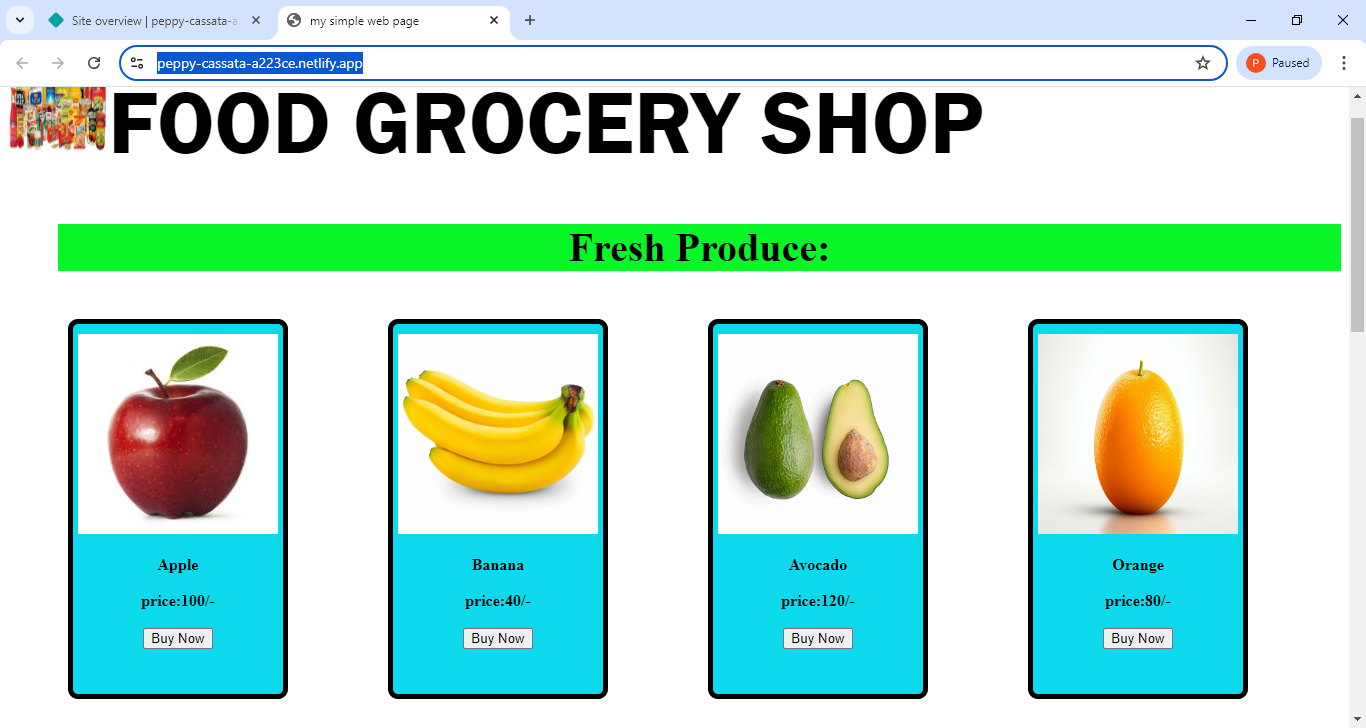 Site overview | peppy-cassata-a
my simple web page
peppy-cassata-a223ce.netlify.app
P Paused
FOOD GROCERY SHOP
Fresh Produce:
Apple Banana Avocado Orange
price:100/- price:40/- price:120/- price:80/-
Buy Now Buy Now Buy Now Buy Now